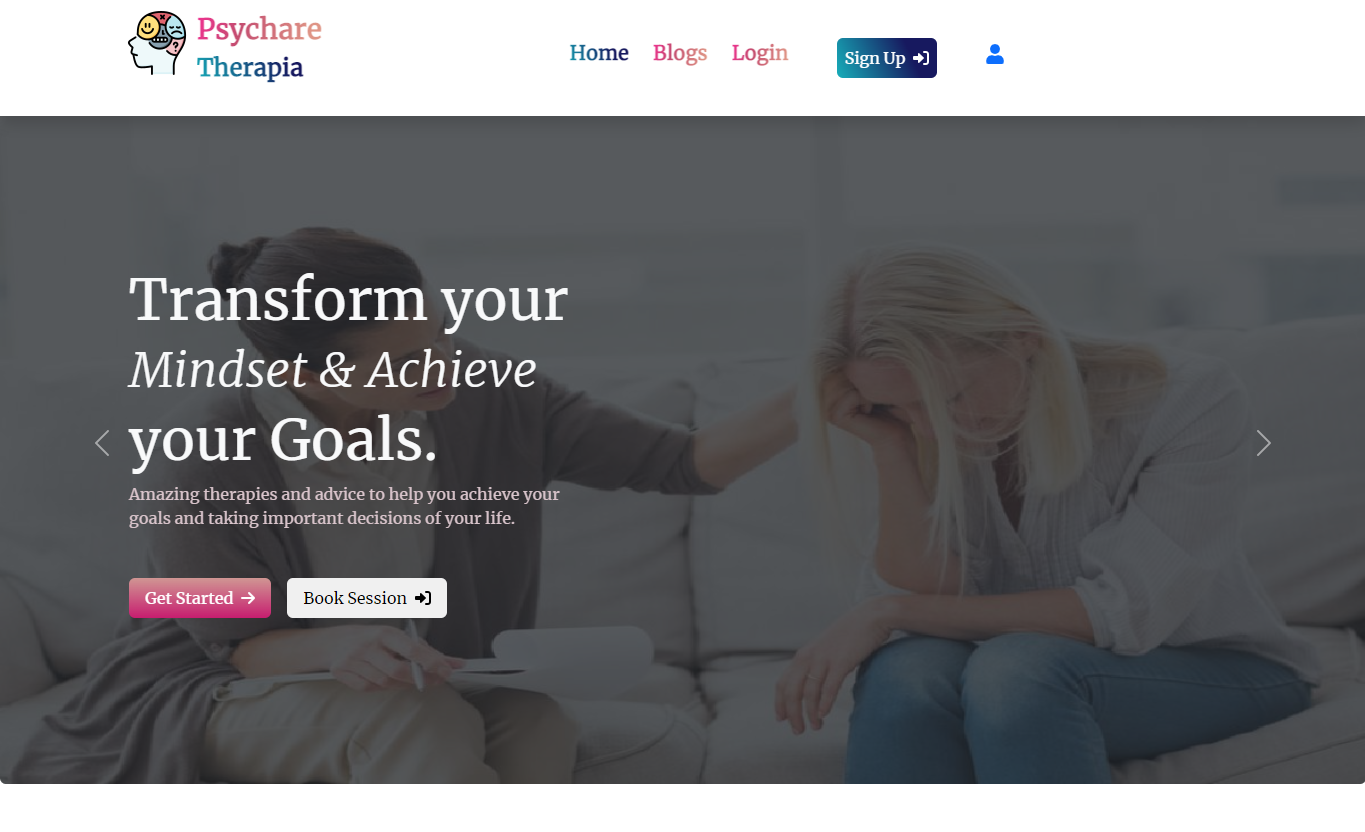 Psychare
Therapia
Home Blogs Login Sign Up
Transform your
Mindset & Achieve
your Goals.
Amazing therapies and advice to help you achieve your
goals and taking important decisions of your life.
Get Started Book Session